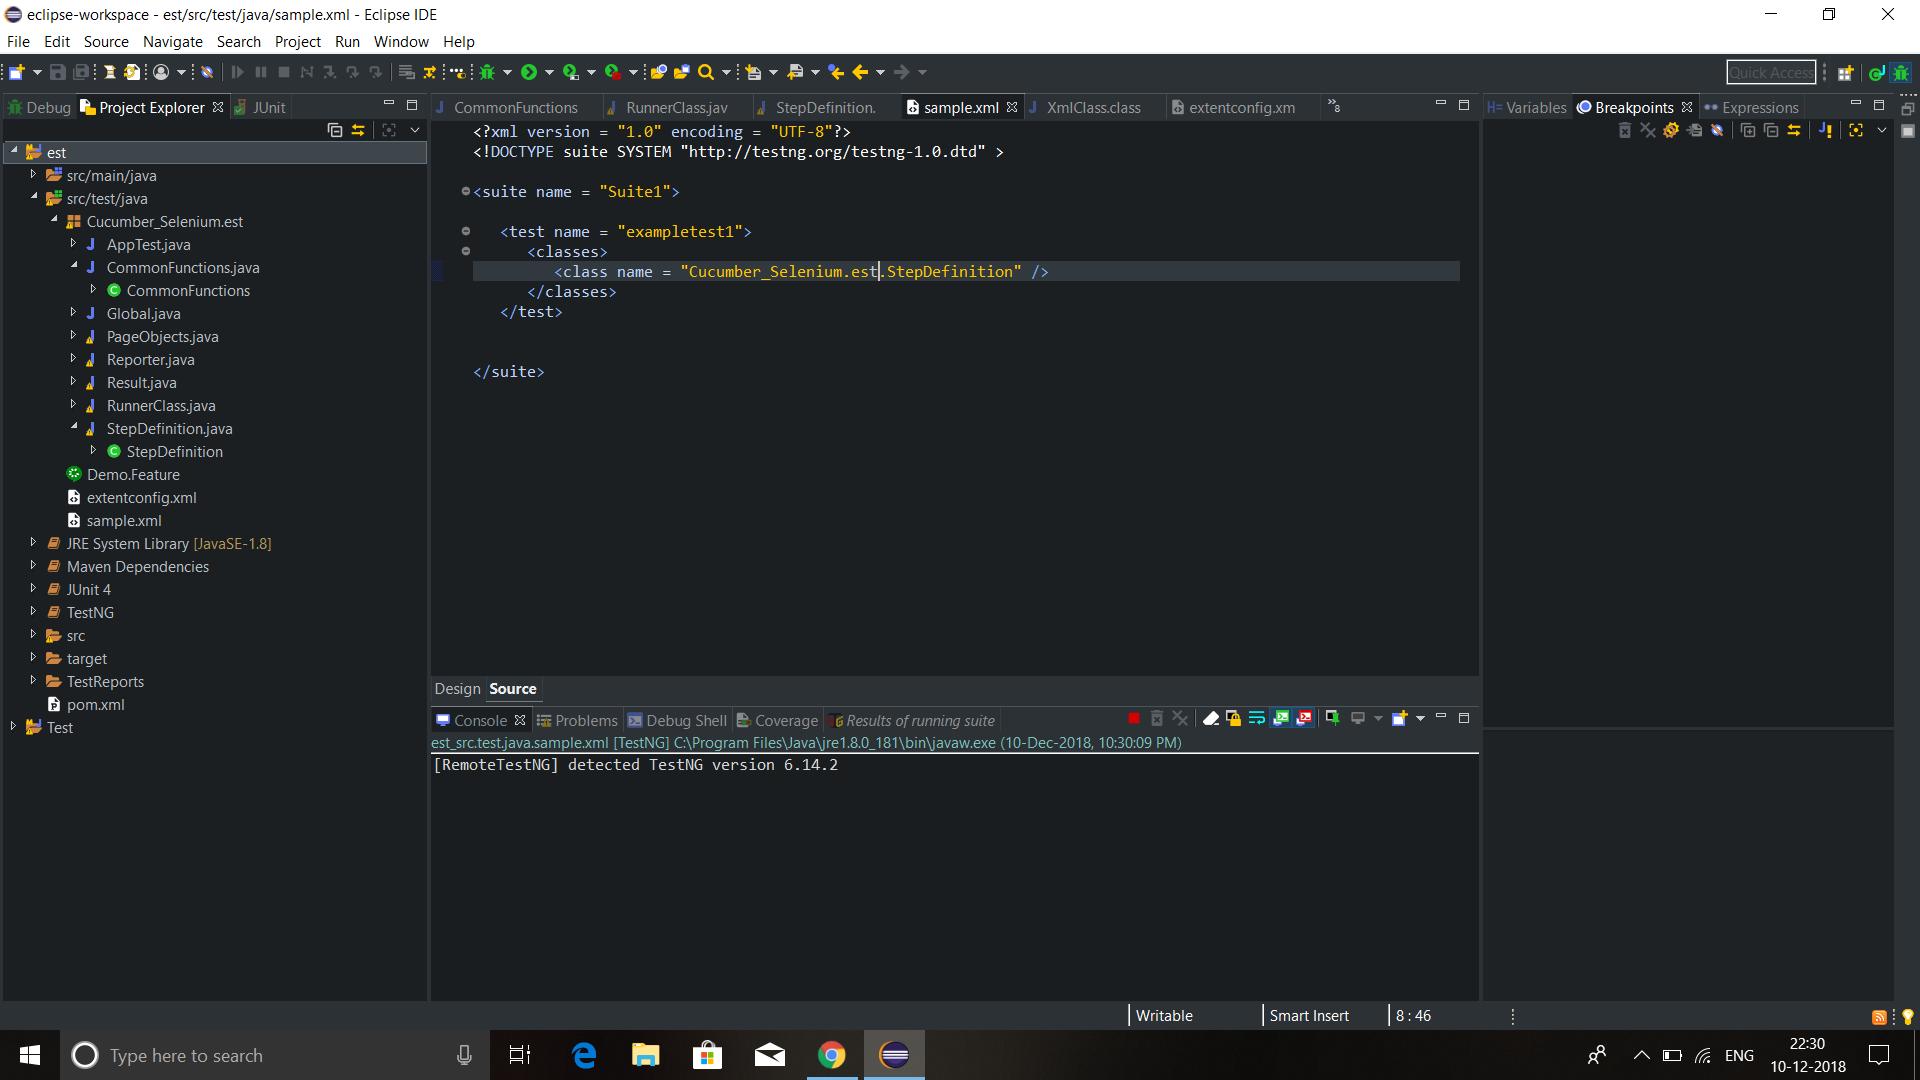 eclipse-workspace - est/src/test/java/sample.xml - Eclipse IDE
File Edit Source Navigate Search Project Run Window Help
Quick Access
Debug Project Explorer JUnit
CommonFunctions RunnerClass.jav StepDefinition. sample.xml XmlClass.class extentconfig.xm »8
Variables Breakpoints Expressions
est
src/main/java
src/test/java
Cucumber_Selenium.est
AppTest.java
CommonFunctions.java
CommonFunctions
Global.java
PageObjects.java
Reporter.java
Result.java
RunnerClass.java
StepDefinition.java
StepDefinition
Demo.Feature
extentconfig.xml
sample.xml
JRE System Library [JavaSE-1.8]
Maven Dependencies
JUnit 4
TestNG
src
target
TestReports
pom.xml
Test
<?xml version = "1.0" encoding = "UTF-8"?>
<!DOCTYPE suite SYSTEM "http://testng.org/testng-1.0.dtd" >
<suite name = "Suite1">
<test name = "exampletest1">
<classes>
<class name = "Cucumber_Selenium.est.StepDefinition" />
</classes>
</test>
</suite>
Design Source
Console Problems Debug Shell Coverage Results of running suite
est_src.test.java.sample.xml [TestNG] C:\Program Files\Java\jre1.8.0_181\bin\javaw.exe (10-Dec-2018, 10:30:09 PM)
[RemoteTestNG] detected TestNG version 6.14.2
Writable Smart Insert 8 : 46
Type here to search
ENG
22:30
10-12-2018